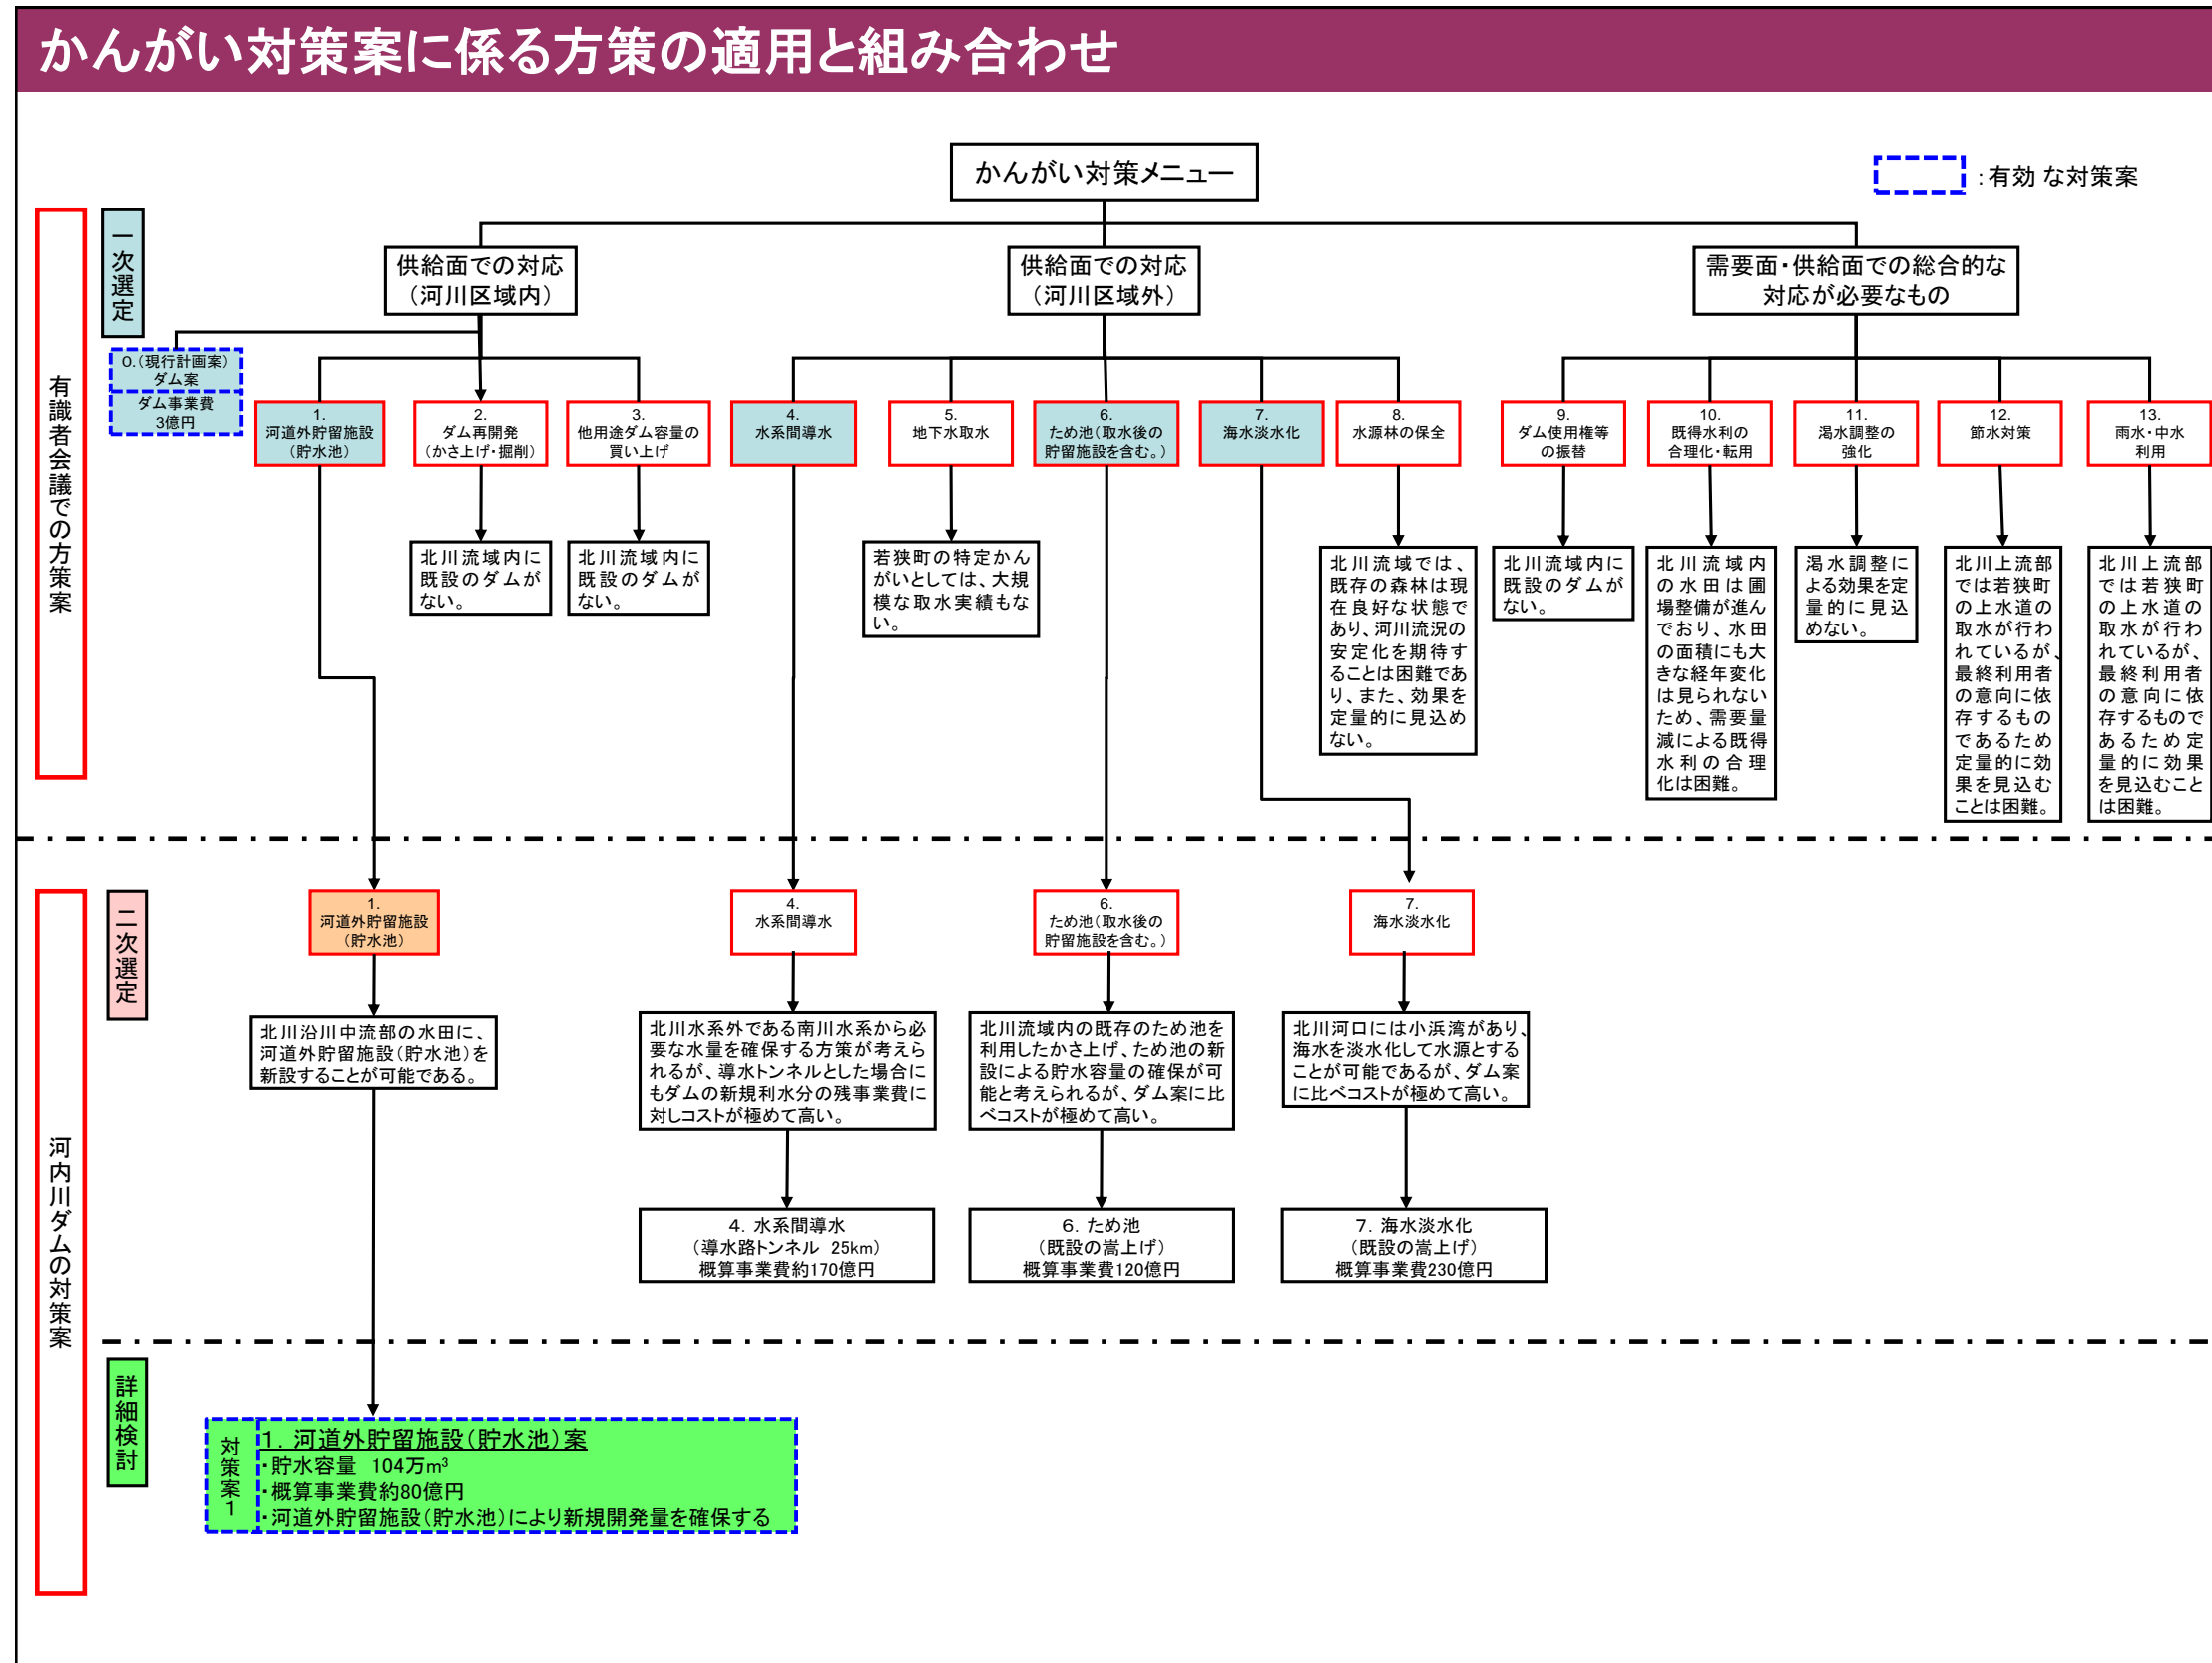 かんがい対策案に係る方策の適用と組み合わせ
かんがい対策メニュー
:有効 な対策案
有識者会議での方策案
一次選定
供給面での対応
（河川区域内）
供給面での対応
（河川区域外）
需要面・供給面での総合的な
対応が必要なもの
0.（現行計画案）
ダム案
ダム事業費
3億円
1.
河道外貯留施設
（貯水池）
2.
ダム再開発
（かさ上げ・掘削）
3.
他用途ダム容量の
買い上げ
4.
水系間導水
5.
地下水取水
6.
ため池（取水後の
貯留施設を含む。）
7.
海水淡水化
8.
水源林の保全
9.
ダム使用権等
の振替
10.
既得水利の
合理化・転用
11.
渇水調整の
強化
12.
節水対策
13.
雨水・中水
利用
北川流域内に
既設のダムが
ない。
北川流域内に
既設のダムが
ない。
若狭町の特定かん
がいとしては、大規
模な取水実績もな
い。
北川流域では、
既存の森林は現
在良好な状態で
あり、河川流況の
安定化を期待す
ることは困難であ
り、また、効果を
定量的に見込め
ない。
北川流域内に
既設のダムが
ない。
北川流域内
の水田は圃
場整備が進ん
でおり、水田
の面積にも大
きな経年変化
は見られない
ため、需要量
減による既得
水利の合理
化は困難。
渇水調整に
よる効果を定
量的に見込
めない。
北川上流部
では若狭町
の上水道の
取水が行わ
れているが、
最終利用者
の意向に依
存するもの
であるため
定量的に効
果を見込む
ことは困難。
北川上流部
では若狭町
の上水道の
取水が行わ
れているが、
最終利用者
の意向に依
存するもので
あるため定
量的に効果
を見込むこと
は困難。
河内川ダムの対策案
二次選定
1.
河道外貯留施設
（貯水池）
4.
水系間導水
6.
ため池（取水後の
貯留施設を含む。）
7.
海水淡水化
北川沿川中流部の水田に、
河道外貯留施設（貯水池）を
新設することが可能である。
北川水系外である南川水系から必
要な水量を確保する方策が考えら
れるが、導水トンネルとした場合に
もダムの新規利水分の残事業費に
対しコストが極めて高い。
北川流域内の既存のため池を
利用したかさ上げ、ため池の新
設による貯水容量の確保が可
能と考えられるが、ダム案に比
べコストが極めて高い。
北川河口には小浜湾があり、
海水を淡水化して水源とする
ことが可能であるが、ダム案
に比べコストが極めて高い。
4. 水系間導水
（導水路トンネル 25km）
概算事業費約170億円
6. ため池
（既設の嵩上げ）
概算事業費120億円
7. 海水淡水化
（既設の嵩上げ）
概算事業費230億円
詳細検討
対策案1
1. 河道外貯留施設（貯水池）案
・貯水容量 104万m³
・概算事業費約80億円
・河道外貯留施設（貯水池）により新規開発量を確保する